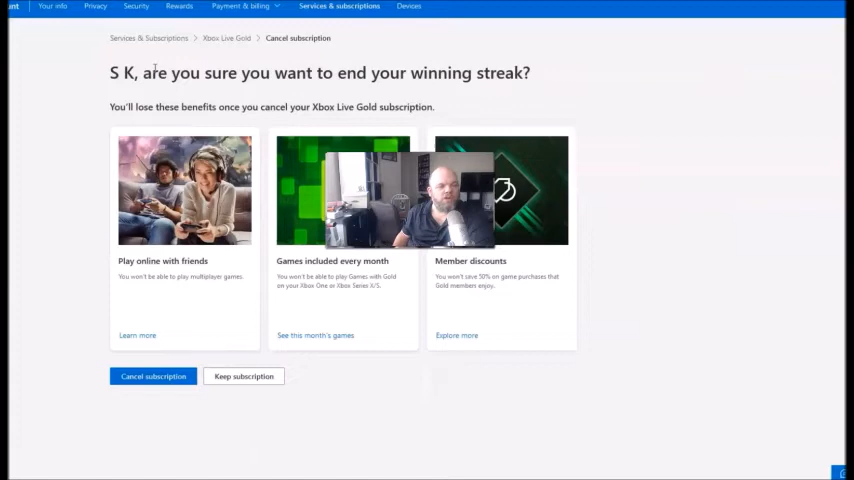 unt
Your info
Privacy
Security
Rewards
Payment & billing
Services & subscriptions
Devices
Services & Subscriptions
Xbox Live Gold
Cancel subscription
S K, are you sure you want to end your winning streak?
You'll lose these benefits once you cancel your Xbox Live Gold subscription.
Play online with friends
You won't be able to play multiplayer games.
Learn more
Games included every month
You won't be able to play Games with Gold
on your Xbox One or Xbox Series X/S.
See this month's games
Member discounts
You won't save 50% on game purchases that
Gold members enjoy.
Explore more
Cancel subscription
Keep subscription